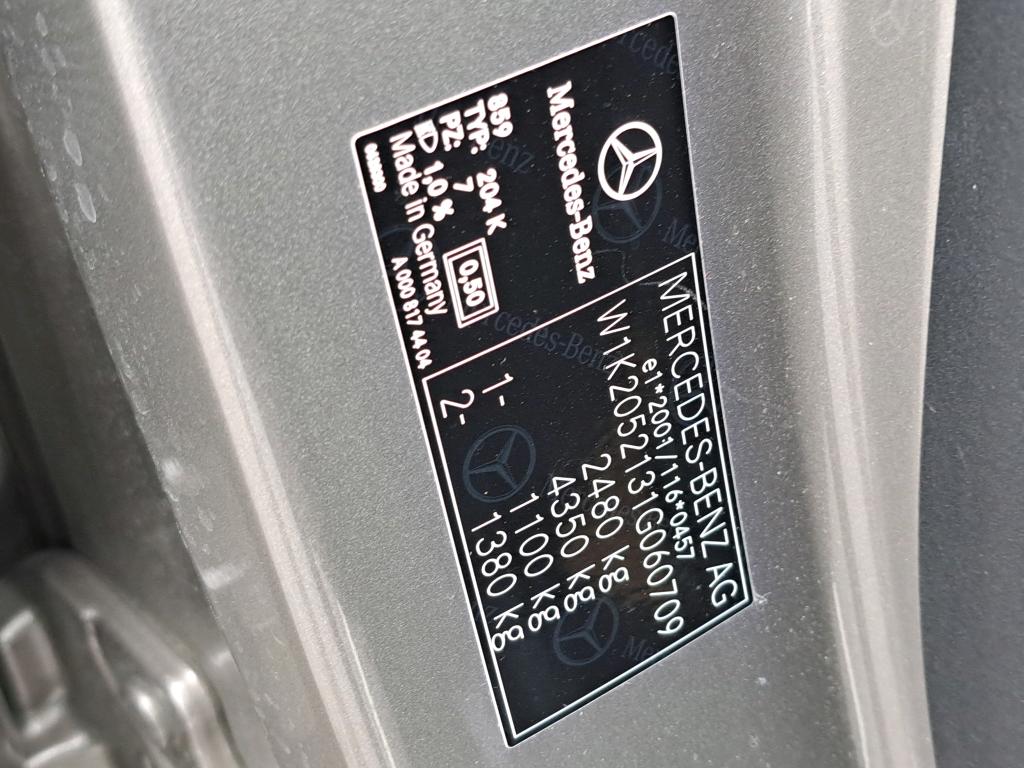 Mercedes-Benz
MERCEDES-BENZ AG
e1*2001/116*0457
W1K2052131G060709
2480 kg
4350 kg
1- 1100 kg
2- 1380 kg
859
TYP: 204 K
PZ: 7 0,50
1,0 %
Made in Germany
A 000 817 44 04